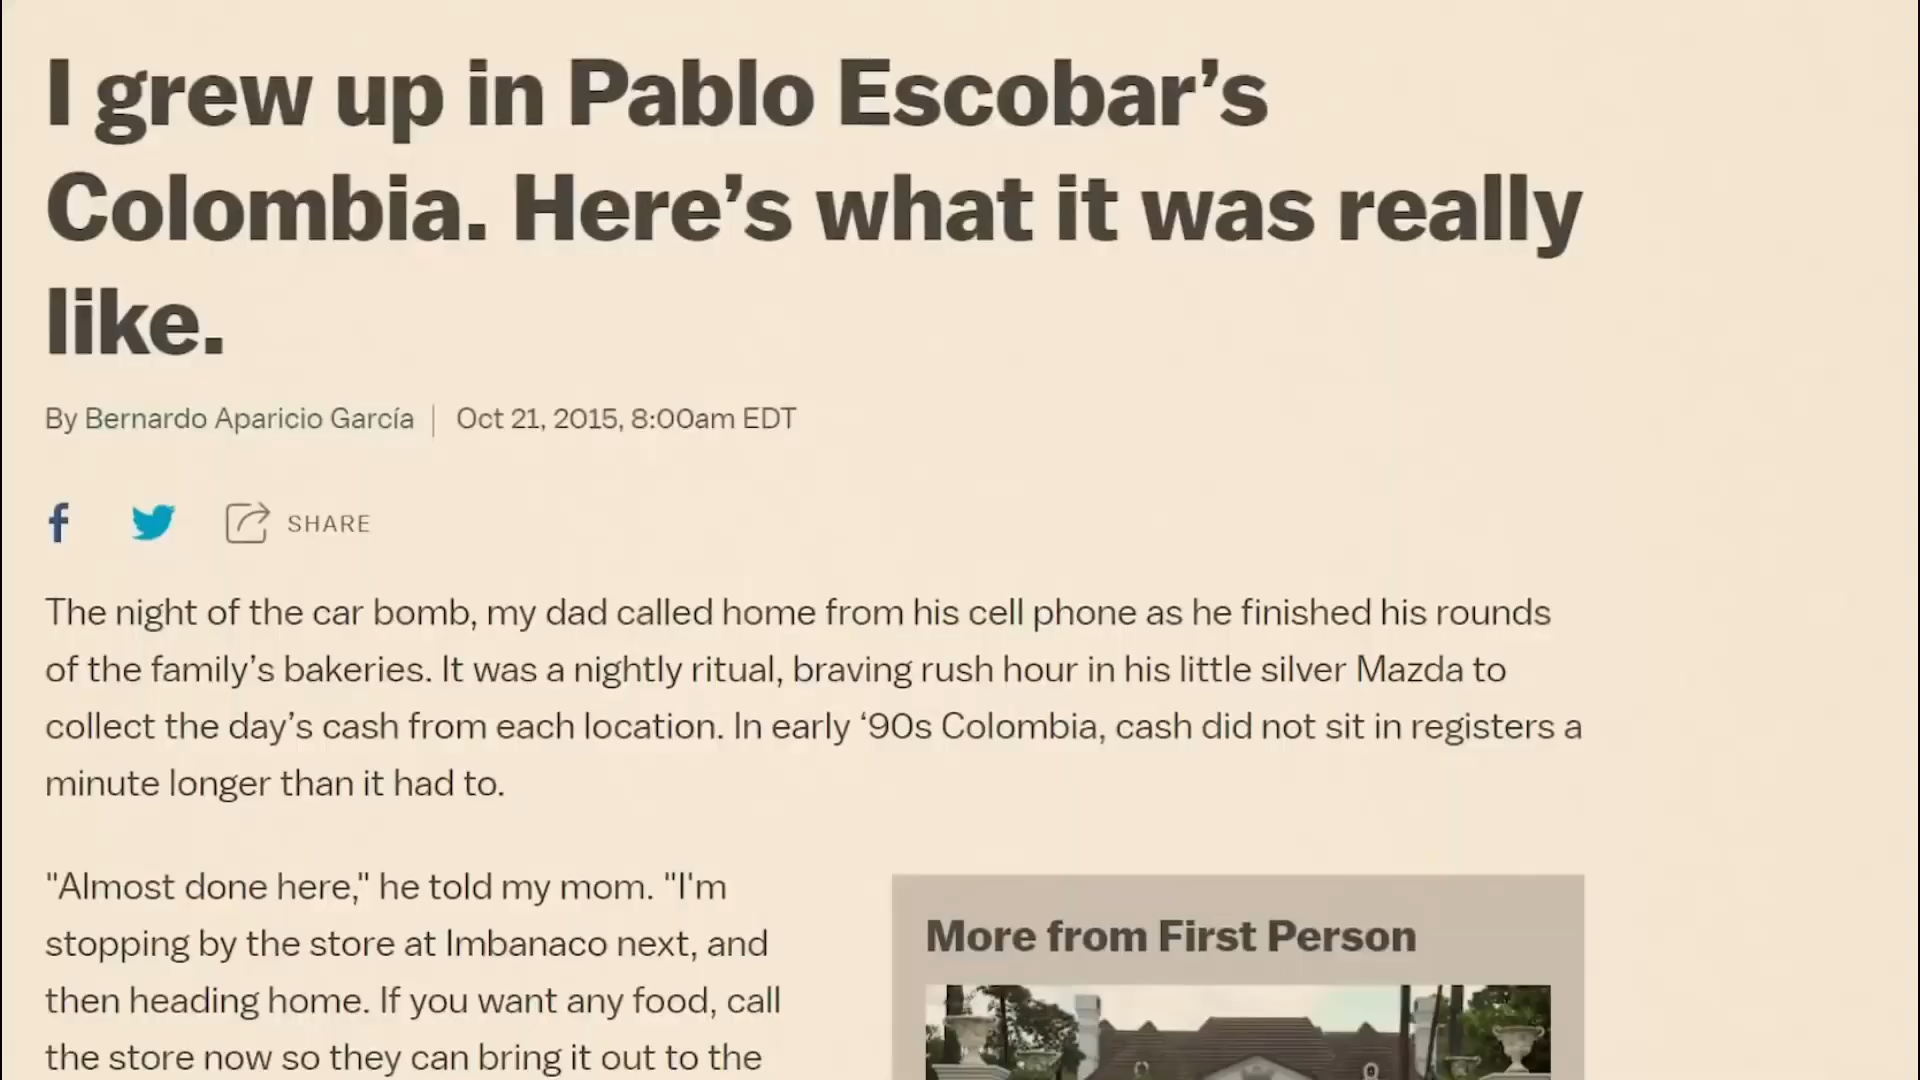 I grew up in Pablo Escobar’s
Colombia. Here’s what it was really
like.
By Bernardo Aparicio García | Oct 21, 2015, 8:00am EDT
f
SHARE
The night of the car bomb, my dad called home from his cell phone as he finished his rounds
of the family’s bakeries. It was a nightly ritual, braving rush hour in his little silver Mazda to
collect the day’s cash from each location. In early ‘90s Colombia, cash did not sit in registers a
minute longer than it had to.
"Almost done here," he told my mom. "I'm
stopping by the store at Imbanaco next, and
then heading home. If you want any food, call
the store now so they can bring it out to the
More from First Person